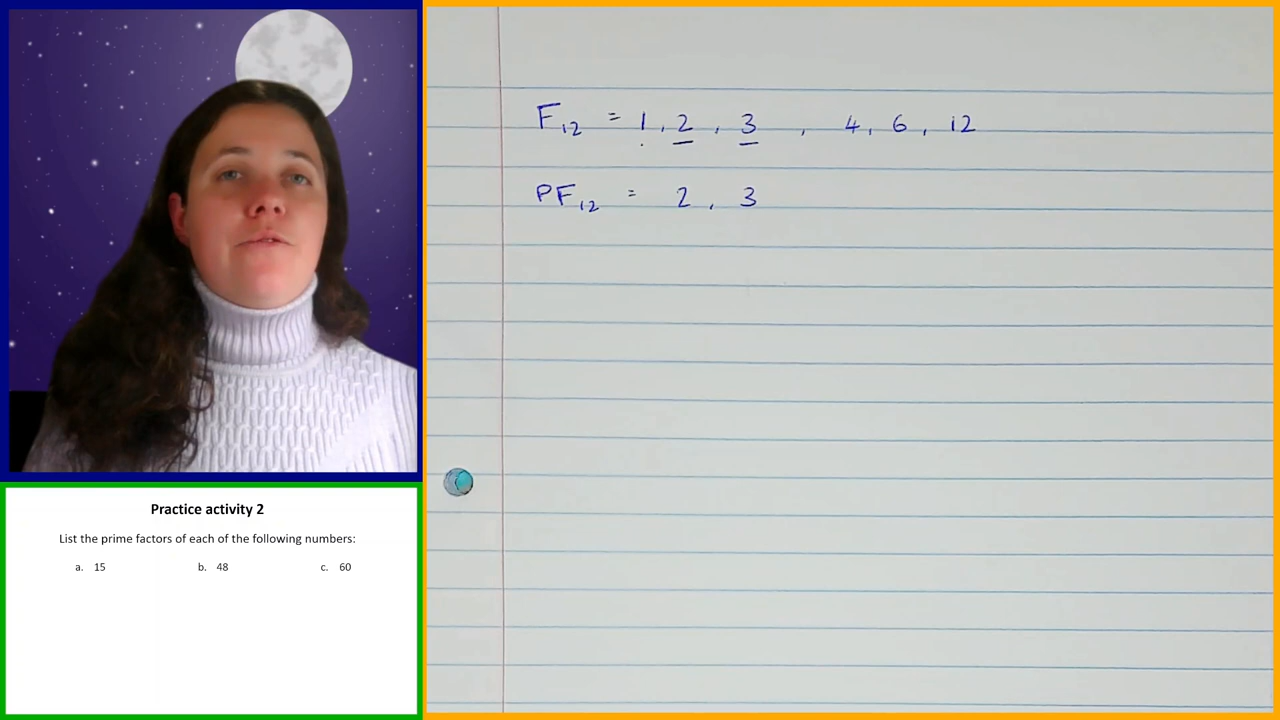 F₁₂ = 1, 2, 3, 4, 6, 12
PF₁₂ = 2, 3
Practice activity 2
List the prime factors of each of the following numbers:
a. 15 b. 48 c. 60